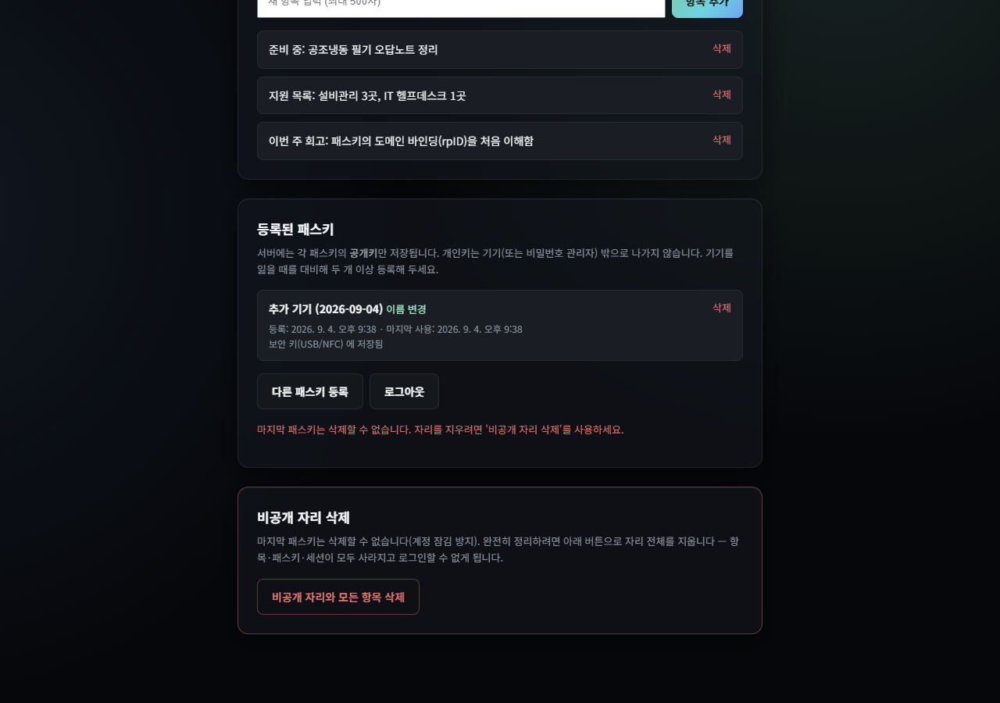 새 항목 입력 (최대 500자)
항목 추가
준비 중: 공조냉동 필기 오답노트 정리
삭제
지원 목록: 설비관리 3곳, IT 헬프데스크 1곳
삭제
이번 주 회고: 패스키의 도메인 바인딩(rpID)을 처음 이해함
삭제
등록된 패스키
서버에는 각 패스키의 공개키만 저장됩니다. 개인키는 기기(또는 비밀번호 관리자) 밖으로 나가지 않습니다. 기기를
잃을 때를 대비해 두 개 이상 등록해 두세요.
추가 기기 (2026-09-04) 이름 변경
삭제
등록: 2026. 9. 4. 오후 9:38 · 마지막 사용: 2026. 9. 4. 오후 9:38
보안 키(USB/NFC) 에 저장됨
다른 패스키 등록
로그아웃
마지막 패스키는 삭제할 수 없습니다. 자리를 지우려면 '비공개 자리 삭제'를 사용하세요.
비공개 자리 삭제
마지막 패스키는 삭제할 수 없습니다(계정 잠김 방지). 완전히 정리하려면 아래 버튼으로 자리 전체를 지웁니다 — 항
목·패스키·세션이 모두 사라지고 로그인할 수 없게 됩니다.
비공개 자리와 모든 항목 삭제